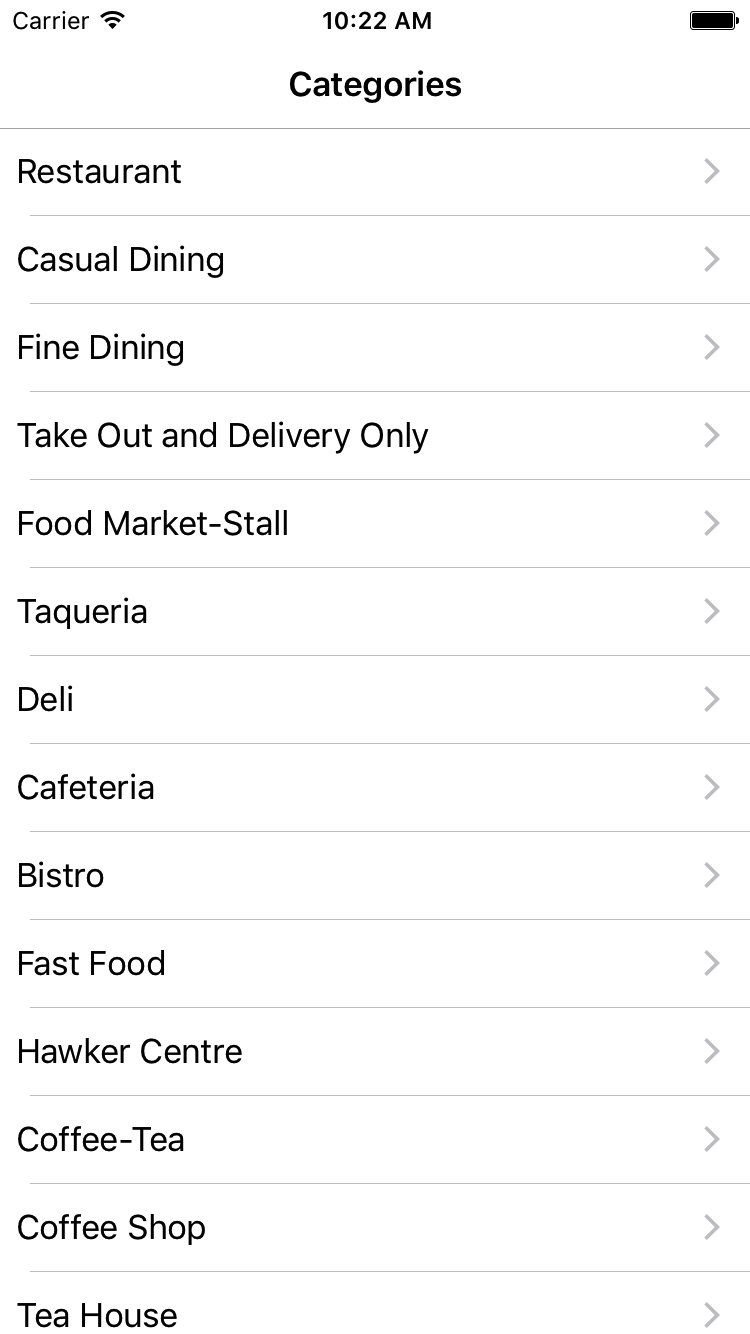 Carrier 10:22 AM
Categories
Restaurant
Casual Dining
Fine Dining
Take Out and Delivery Only
Food Market-Stall
Taqueria
Deli
Cafeteria
Bistro
Fast Food
Hawker Centre
Coffee-Tea
Coffee Shop
Tea House